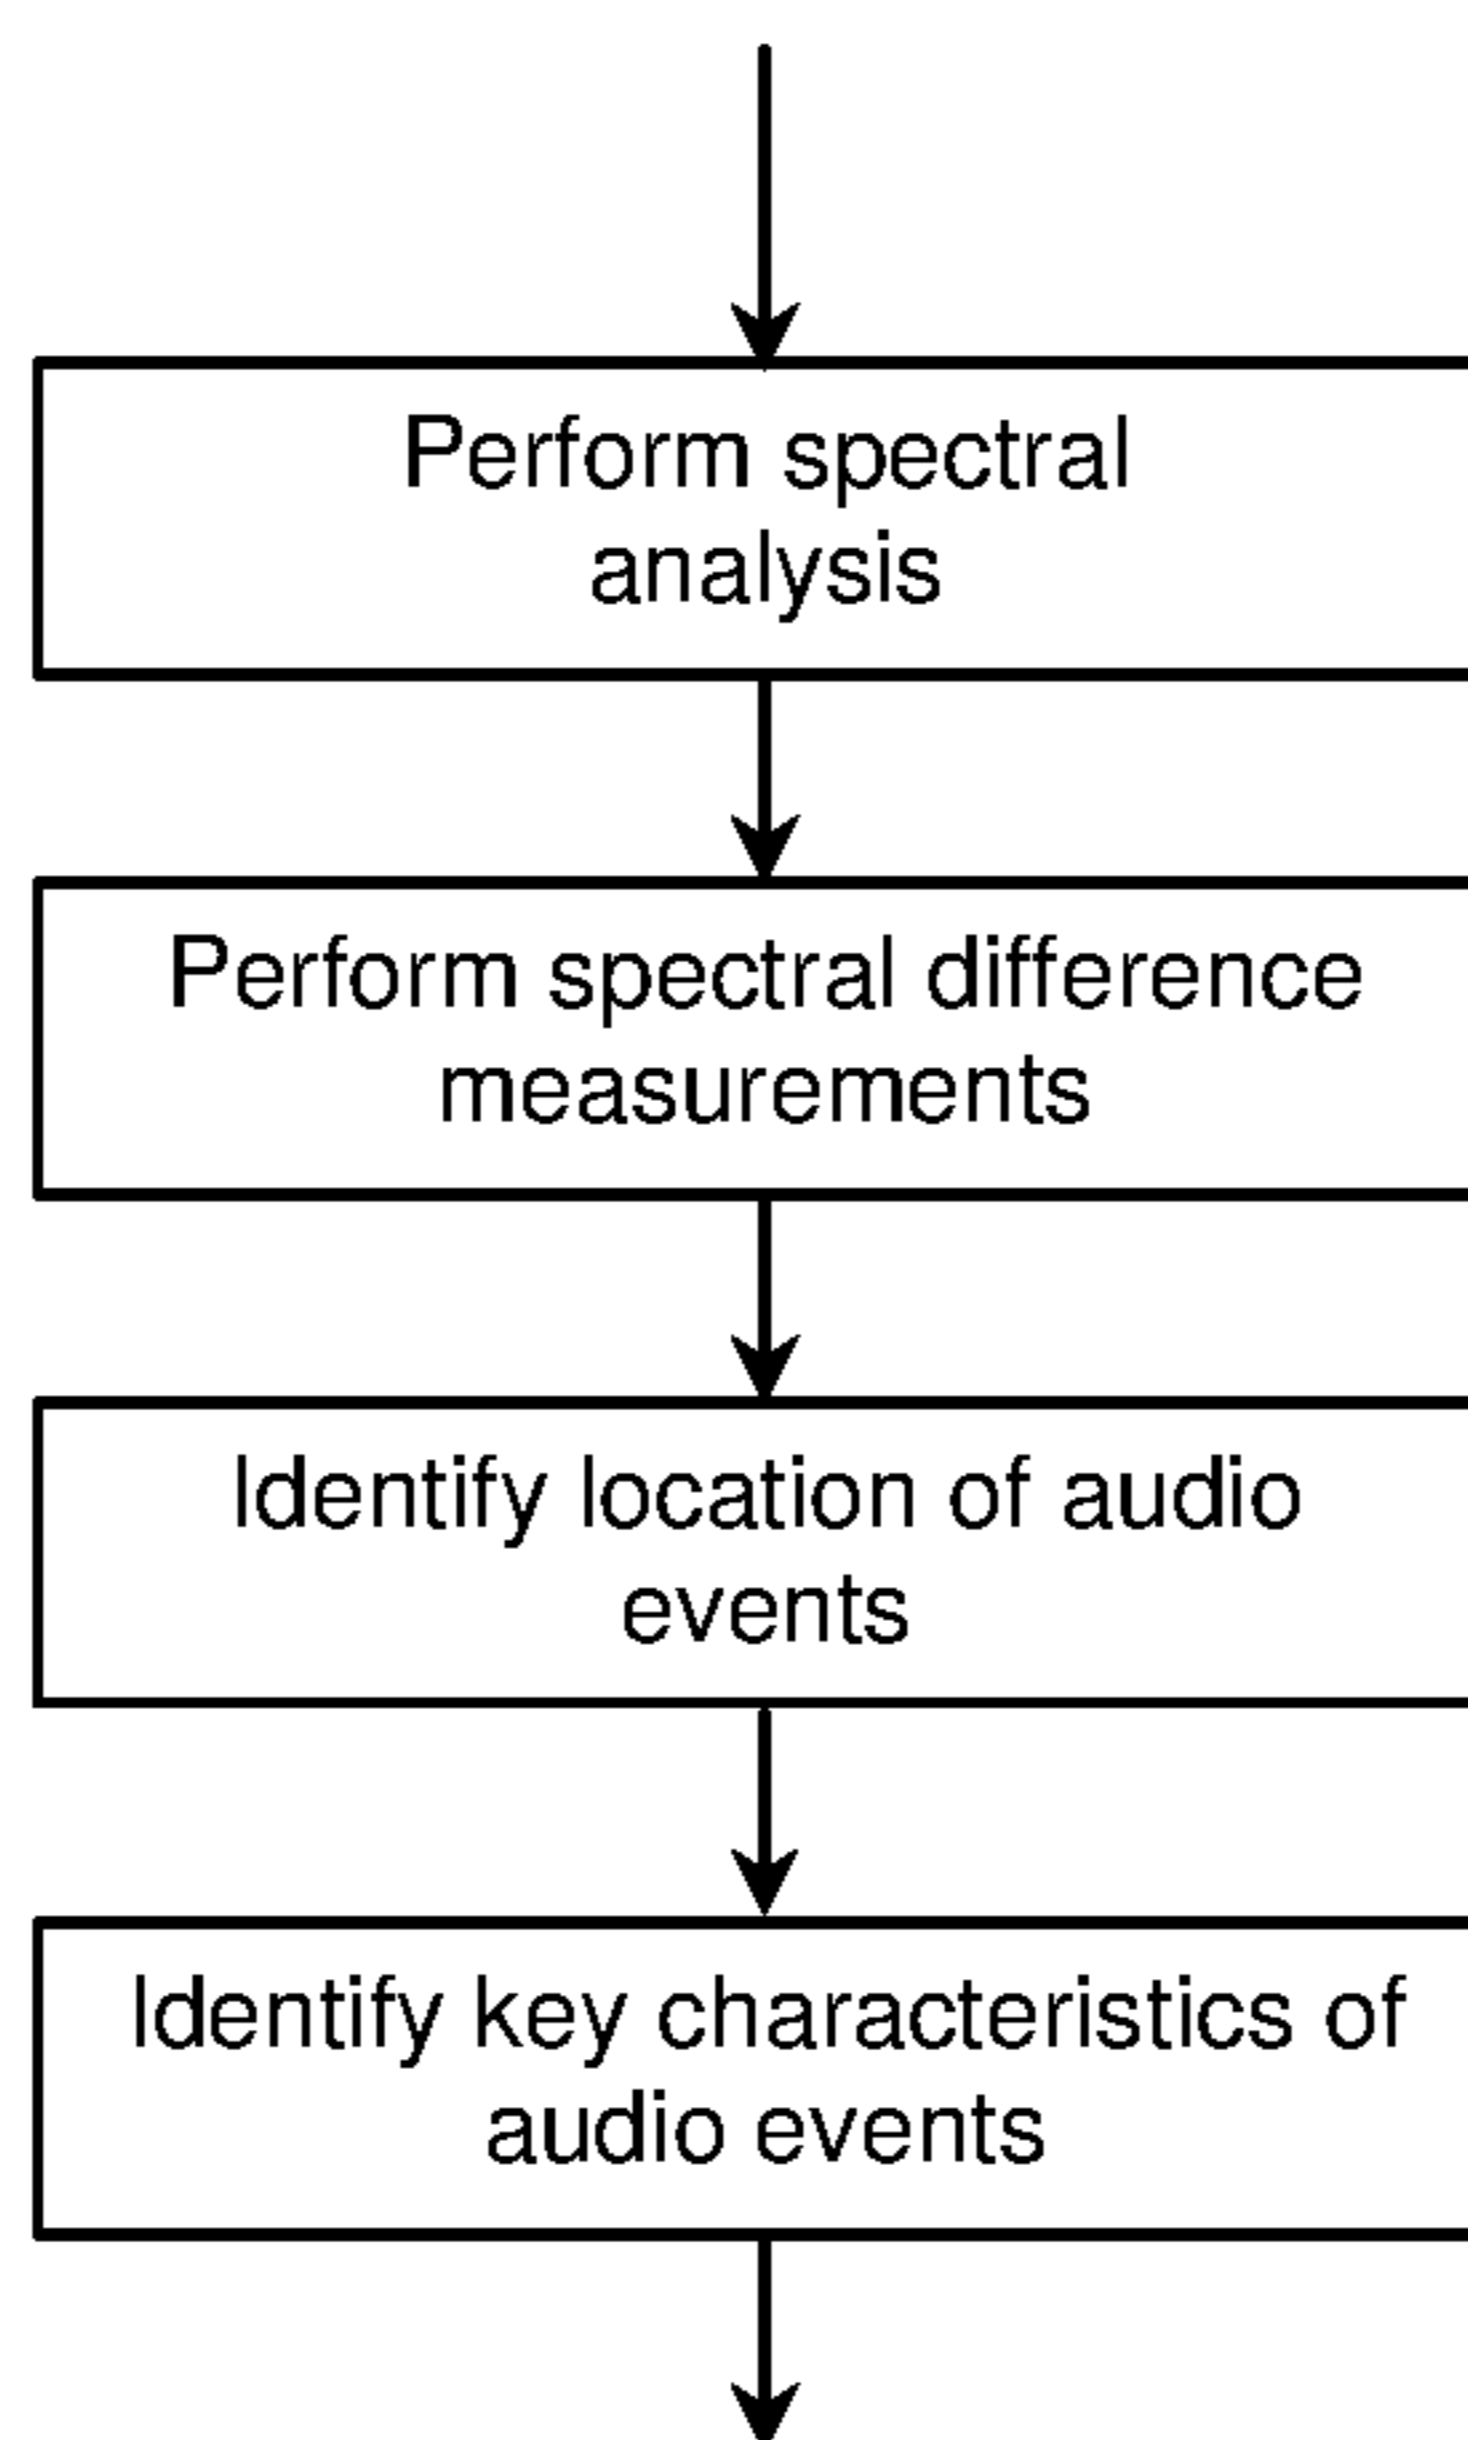 Perform spectral
analysis
Perform spectral difference
measurements
Identify location of audio
events
Identify key characteristics of
audio events